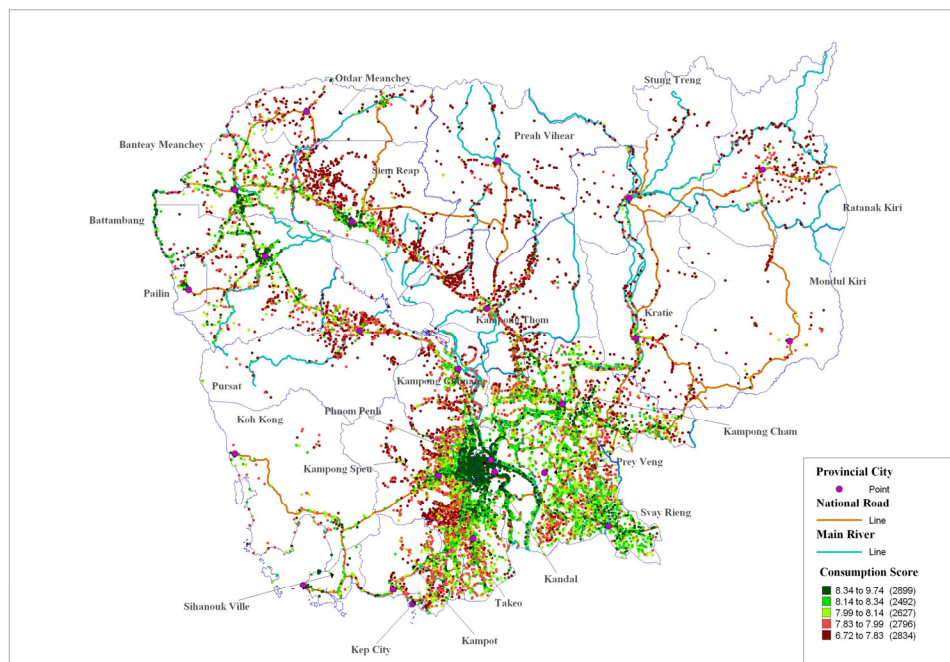 Otdar Meanchey
Stung Treng
Preah Vihear
Banteay Meanchey
Siem Reap
Ratanak Kiri
Battambang
Mondul Kiri
Pailin
Kampong Thom
Kratie
Pursat
Kampong Chhnang
Koh Kong
Phnom Penh
Kampong Cham
Prey Veng
Kampong Speu
Svay Rieng
Kandal
Sihanouk Ville
Takeo
Kampot
Kep City
Provincial City
Point
National Road
Line
Main River
Line
Consumption Score
8.34 to 9.74 (2899)
8.14 to 8.34 (2492)
7.99 to 8.14 (2627)
7.83 to 7.99 (2796)
6.72 to 7.83 (2834)